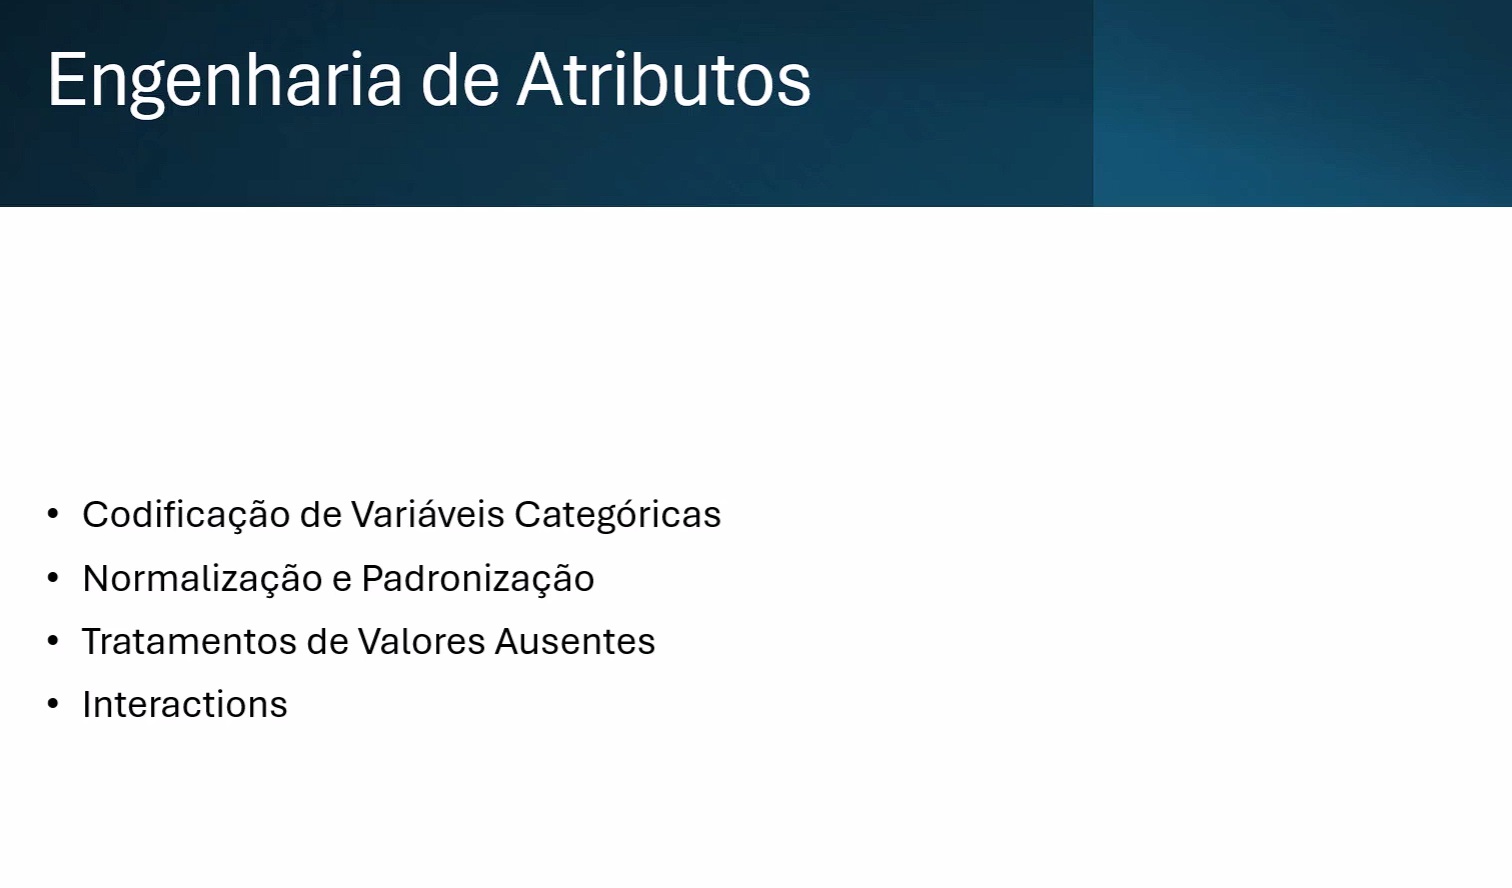 Engenharia de Atributos
• Codificação de Variáveis Categóricas
• Normalização e Padronização
• Tratamentos de Valores Ausentes
• Interactions